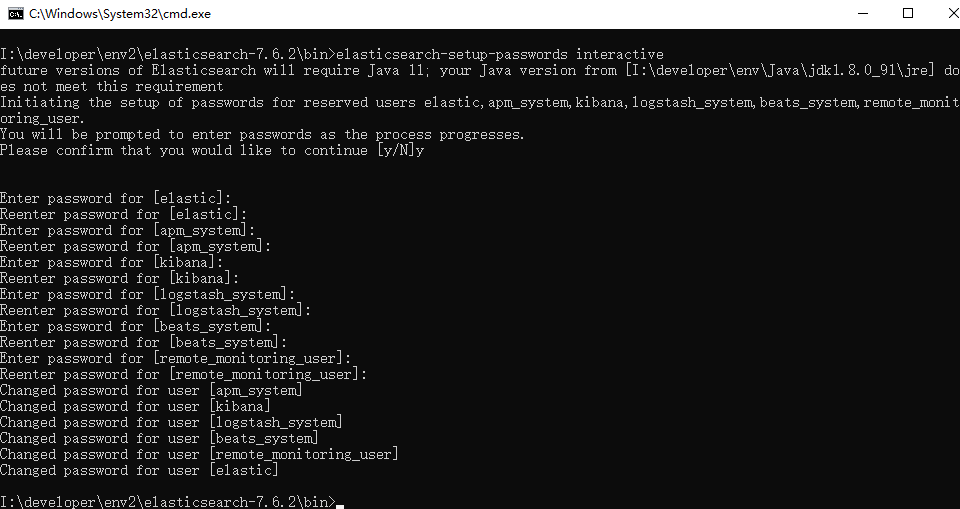 C:\Windows\System32\cmd.exe
I:\developer\env2\elasticsearch-7.6.2\bin>elasticsearch-setup-passwords interactive
future versions of Elasticsearch will require Java 11; your Java version from [I:\developer\env\Java\jdk1.8.0_91\jre] do
es not meet this requirement
Initiating the setup of passwords for reserved users elastic,apm_system,kibana,logstash_system,beats_system,remote_monit
oring_user.
You will be prompted to enter passwords as the process progresses.
Please confirm that you would like to continue [y/N]y
Enter password for [elastic]:
Reenter password for [elastic]:
Enter password for [apm_system]:
Reenter password for [apm_system]:
Enter password for [kibana]:
Reenter password for [kibana]:
Enter password for [logstash_system]:
Reenter password for [logstash_system]:
Enter password for [beats_system]:
Reenter password for [beats_system]:
Enter password for [remote_monitoring_user]:
Reenter password for [remote_monitoring_user]:
Changed password for user [apm_system]
Changed password for user [kibana]
Changed password for user [logstash_system]
Changed password for user [beats_system]
Changed password for user [remote_monitoring_user]
Changed password for user [elastic]
I:\developer\env2\elasticsearch-7.6.2\bin>